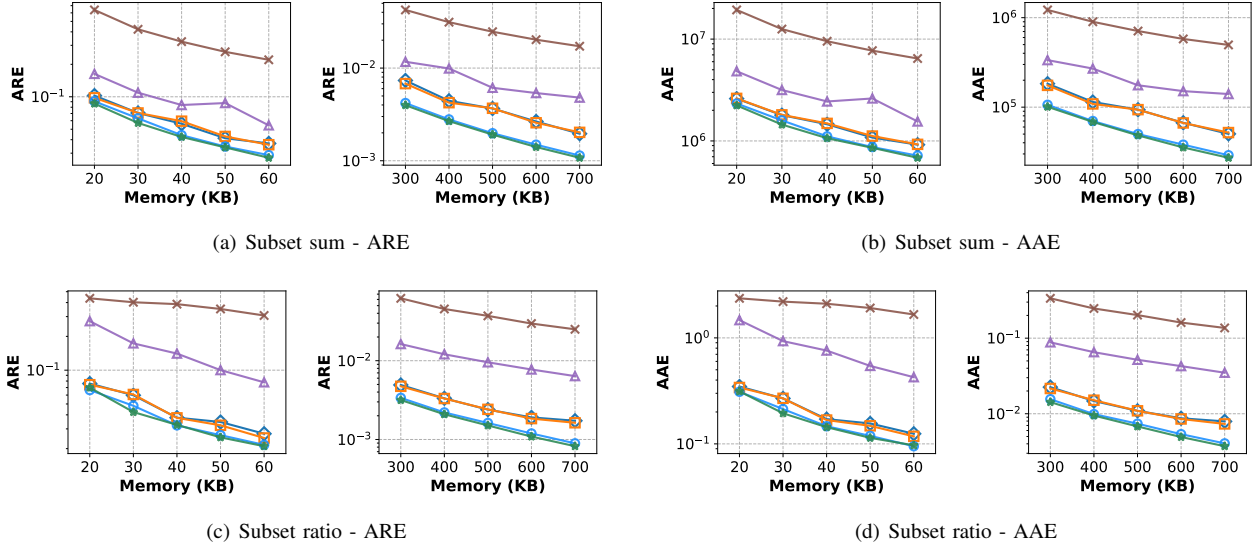 ARE
10⁻¹
20 30 40 50 60
Memory (KB)
ARE
10⁻²
10⁻³
300 400 500 600 700
Memory (KB)
(a) Subset sum - ARE
AAE
10⁷
10⁶
20 30 40 50 60
Memory (KB)
AAE
10⁶
10⁵
300 400 500 600 700
Memory (KB)
(b) Subset sum - AAE
ARE
10⁻¹
20 30 40 50 60
Memory (KB)
ARE
10⁻²
10⁻³
300 400 500 600 700
Memory (KB)
(c) Subset ratio - ARE
AAE
10⁰
10⁻¹
20 30 40 50 60
Memory (KB)
AAE
10⁻¹
10⁻²
300 400 500 600 700
Memory (KB)
(d) Subset ratio - AAE